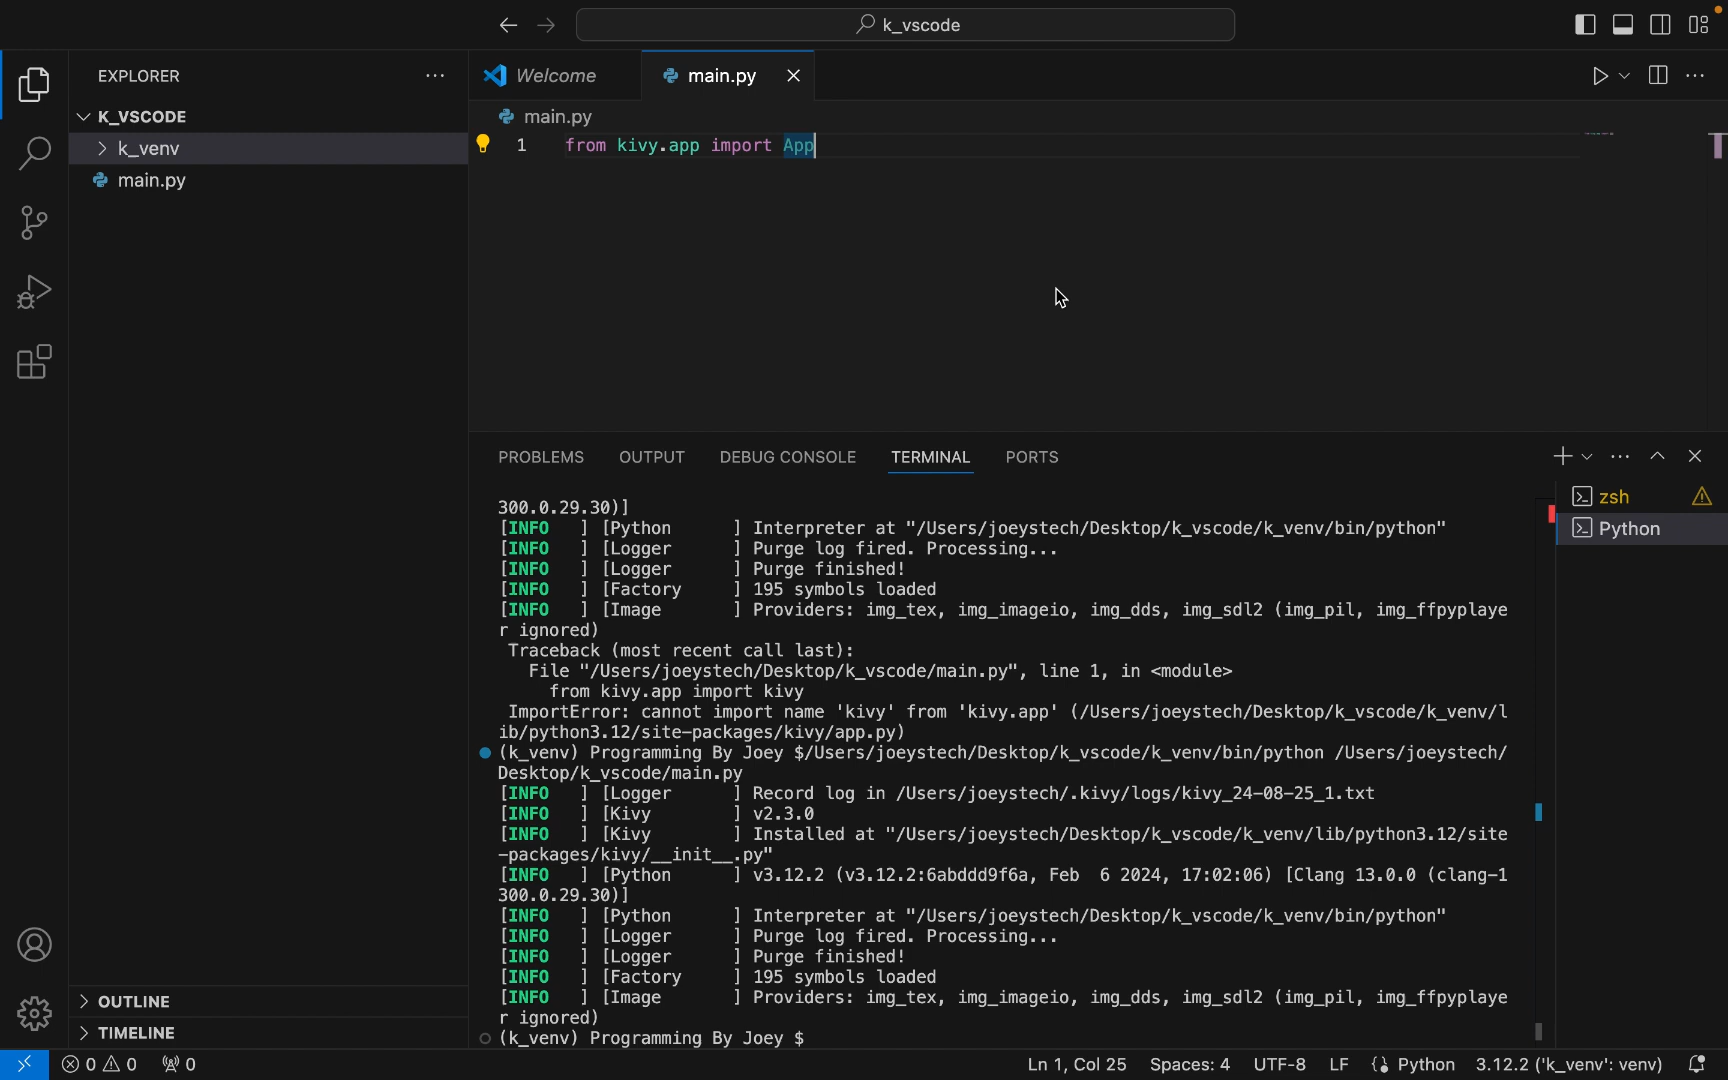 k_vscode
EXPLORER
K_VSCODE
k_venv
main.py
Welcome
main.py
main.py
1 from kivy.app import App
PROBLEMS OUTPUT DEBUG CONSOLE TERMINAL PORTS
zsh
Python
300.0.29.30)]
[INFO   ] [Python      ] Interpreter at "/Users/joeystech/Desktop/k_vscode/k_venv/bin/python"
[INFO   ] [Logger      ] Purge log fired. Processing...
[INFO   ] [Logger      ] Purge finished!
[INFO   ] [Factory     ] 195 symbols loaded
[INFO   ] [Image       ] Providers: img_tex, img_imageio, img_dds, img_sdl2 (img_pil, img_ffpyplaye
r ignored)
Traceback (most recent call last):
File "/Users/joeystech/Desktop/k_vscode/main.py", line 1, in <module>
from kivy.app import kivy
ImportError: cannot import name 'kivy' from 'kivy.app' (/Users/joeystech/Desktop/k_vscode/k_venv/l
ib/python3.12/site-packages/kivy/app.py)
(k_venv) Programming By Joey $/Users/joeystech/Desktop/k_vscode/k_venv/bin/python /Users/joeystech/
Desktop/k_vscode/main.py
[INFO   ] [Logger      ] Record log in /Users/joeystech/.kivy/logs/kivy_24-08-25_1.txt
[INFO   ] [Kivy        ] v2.3.0
[INFO   ] [Kivy        ] Installed at "/Users/joeystech/Desktop/k_vscode/k_venv/lib/python3.12/site
-packages/kivy/__init__.py"
[INFO   ] [Python      ] v3.12.2 (v3.12.2:6abddd9f6a, Feb  6 2024, 17:02:06) [Clang 13.0.0 (clang-1
300.0.29.30)]
[INFO   ] [Python      ] Interpreter at "/Users/joeystech/Desktop/k_vscode/k_venv/bin/python"
[INFO   ] [Logger      ] Purge log fired. Processing...
[INFO   ] [Logger      ] Purge finished!
[INFO   ] [Factory     ] 195 symbols loaded
[INFO   ] [Image       ] Providers: img_tex, img_imageio, img_dds, img_sdl2 (img_pil, img_ffpyplaye
r ignored)
(k_venv) Programming By Joey $
OUTLINE
TIMELINE
0 0 0
Ln 1, Col 25 Spaces: 4 UTF-8 LF Python 3.12.2 ('k_venv': venv)